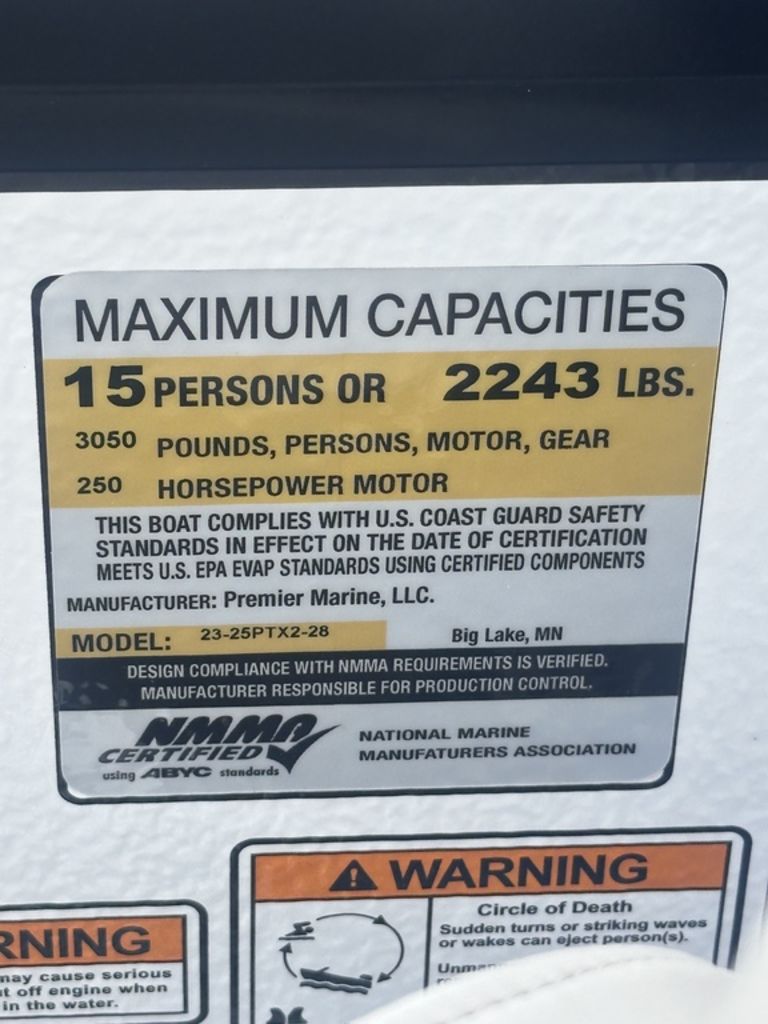 MAXIMUM CAPACITIES
15 PERSONS OR 2243 LBS.
3050 POUNDS, PERSONS, MOTOR, GEAR
250 HORSEPOWER MOTOR
THIS BOAT COMPLIES WITH U.S. COAST GUARD SAFETY
STANDARDS IN EFFECT ON THE DATE OF CERTIFICATION
MEETS U.S. EPA EVAP STANDARDS USING CERTIFIED COMPONENTS
MANUFACTURER: Premier Marine, LLC.
MODEL: 23-25PTX2-28 Big Lake, MN
DESIGN COMPLIANCE WITH NMMA REQUIREMENTS IS VERIFIED.
MANUFACTURER RESPONSIBLE FOR PRODUCTION CONTROL.
NMMA
CERTIFIED
using ABYC standards
NATIONAL MARINE
MANUFATURERS ASSOCIATION
WARNING
Circle of Death
Sudden turns or striking waves
or wakes can eject person(s).
RNING
may cause serious
off engine when
in the water.